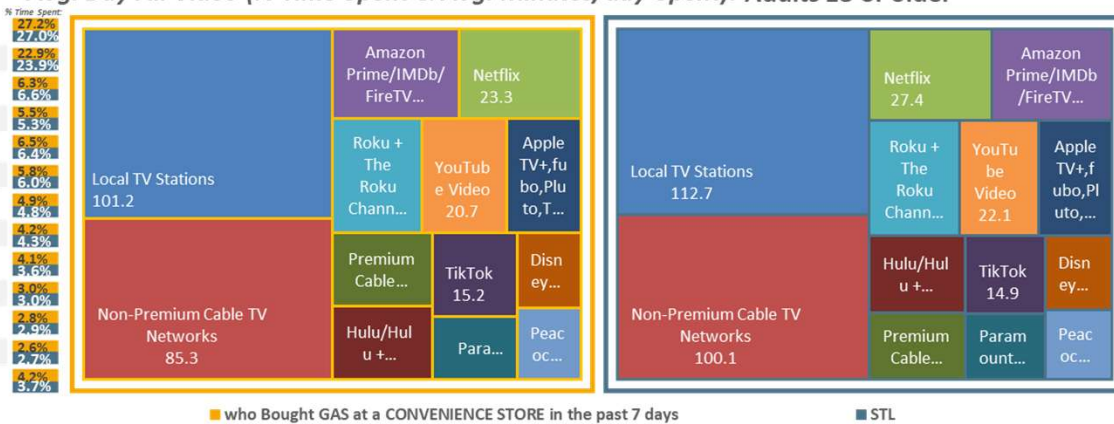 % Time Spent:
27.2%
27.0%
22.9%
23.9%
6.3%
6.6%
5.5%
5.3%
6.5%
6.4%
5.8%
6.0%
4.9%
4.8%
4.2%
4.3%
4.1%
3.6%
3.0%
3.0%
2.8%
2.9%
2.6%
2.7%
4.2%
3.7%
Local TV Stations
101.2
Non-Premium Cable TV
Networks
85.3
Amazon
Prime/IMDb/
FireTV...
Netflix
23.3
Roku +
The
Roku
Chann...
YouTub
e Video
20.7
Apple
TV+,fu
bo,Plu
to,T...
Premium
Cable...
TikTok
15.2
Disn
ey...
Hulu/Hul
u +...
Para...
Peac
oc...
Local TV Stations
112.7
Non-Premium Cable TV
Networks
100.1
Netflix
27.4
Amazon
Prime/IMDb
/FireTV...
Roku +
The
Roku
Chann...
YouTu
be
Video
22.1
Apple
TV+,f
ubo,Pl
uto,...
Hulu/Hul
u +...
TikTok
14.9
Disn
ey...
Premium
Cable...
Param
ount...
Peac
oc...
who Bought GAS at a CONVENIENCE STORE in the past 7 days
STL